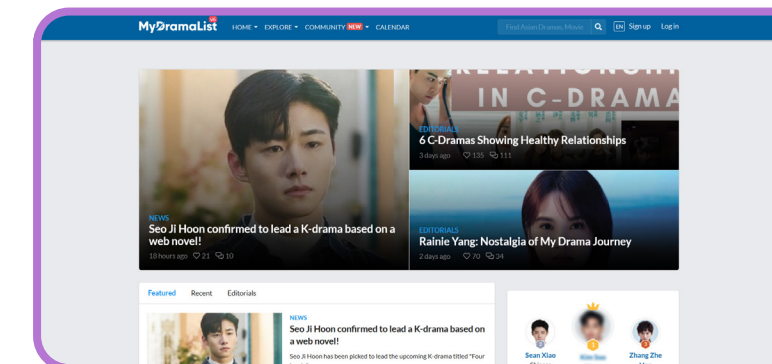 MyDramaList
HOME EXPLORE COMMUNITY NEW CALENDAR
Find Asian Dramas, Movie
EN Sign up Log in
RELATIONSHI
IN C-DRAMA
EDITORIALS
6 C-Dramas Showing Healthy Relationships
3 days ago 135 111
NEWS
Seo Ji Hoon confirmed to lead a K-drama based on a
web novel!
18 hours ago 21 10
EDITORIALS
Rainie Yang: Nostalgia of My Drama Journey
2 days ago 70 34
Featured Recent Editorials
NEWS
Seo Ji Hoon confirmed to lead a K-drama based on
a web novel!
Seo Ji Hoon has been picked to lead the upcoming K-drama titled "Four
2 1 3
Sean Xiao
Zhang Zhe